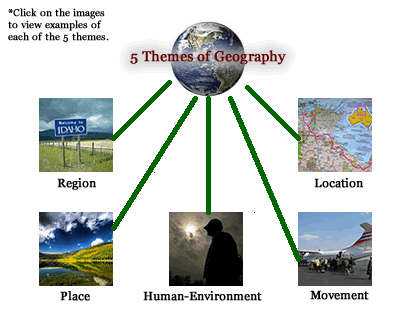 *Click on the images
to view examples of
each of the 5 themes.
5 Themes of Geography
Welcome to
IDAHO
Region
Location
Place
Human-Environment
Movement